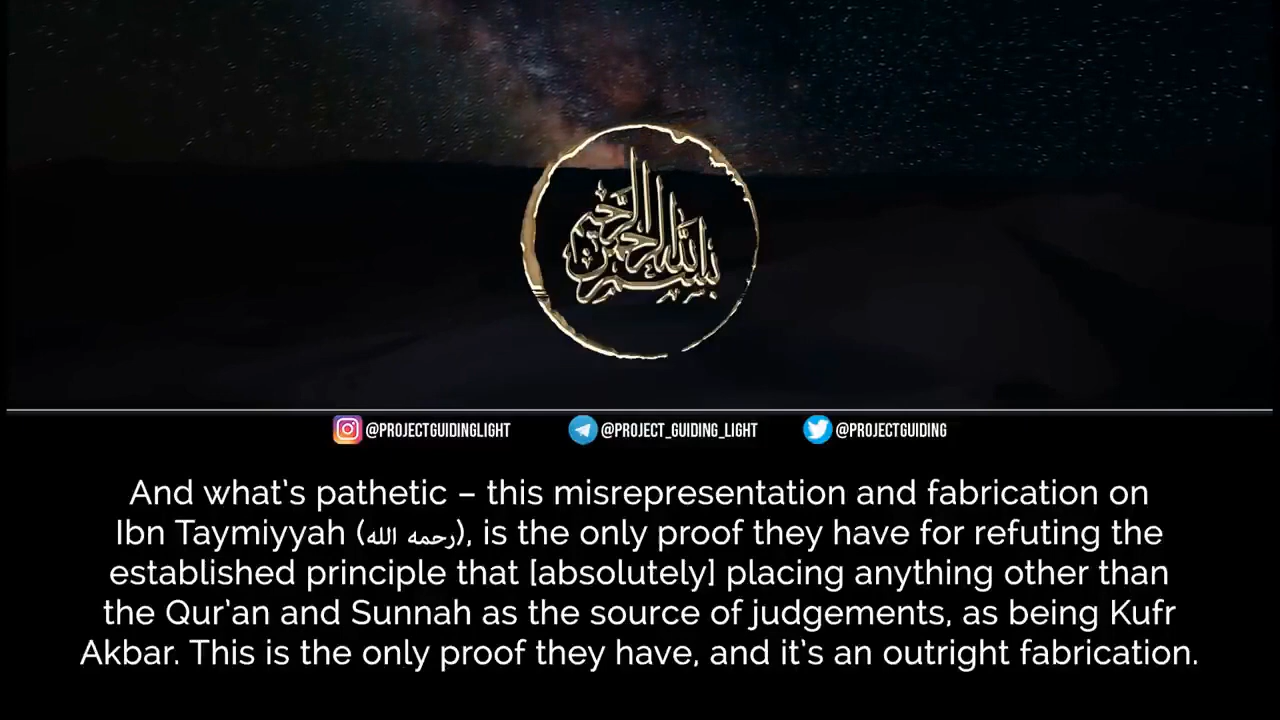 بسم الله الرحمن الرحيم
@PROJECTGUIDINGLIGHT @PROJECT_GUIDING_LIGHT @PROJECTGUIDING
And what's pathetic – this misrepresentation and fabrication on
Ibn Taymiyyah (رحمه الله), is the only proof they have for refuting the
established principle that [absolutely] placing anything other than
the Qur'an and Sunnah as the source of judgements, as being Kufr
Akbar. This is the only proof they have, and it's an outright fabrication.